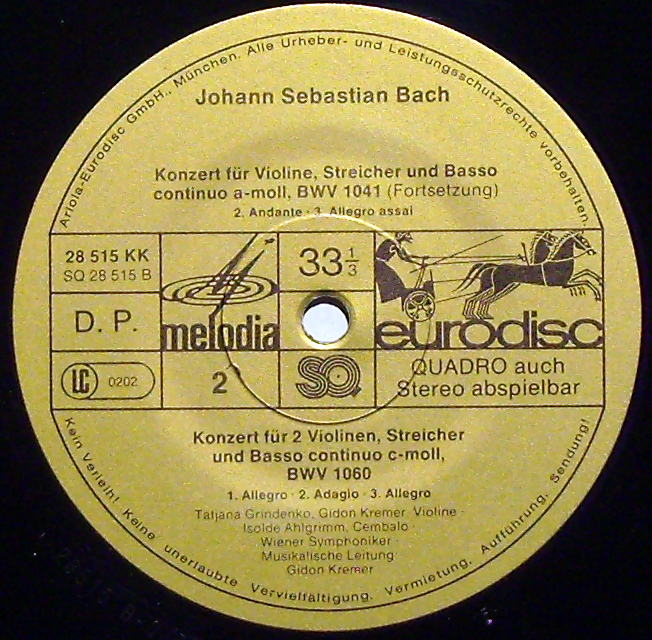 Ariola-Eurodisc GmbH., München. Alle Urheber- und Leistungsschutzrechte vorbehalten.
Johann Sebastian Bach
Konzert für Violine, Streicher und Basso
continuo a-moll, BWV 1041 (Fortsetzung)
2. Andante · 3. Allegro assai
28 515 KK
SQ 28 515 B
33 1/3
D. P.
melodia
eurodisc
LC 0202
2
SQ
QUADRO auch
Stereo abspielbar
Konzert für 2 Violinen, Streicher
und Basso continuo c-moll,
BWV 1060
1. Allegro · 2. Adagio · 3. Allegro
Tatjana Grindenko, Gidon Kremer, Violine ·
Isolde Ahlgrimm, Cembalo ·
Wiener Symphoniker ·
Musikalische Leitung:
Gidon Kremer
Kein Verleih! Keine unerlaubte Vervielfältigung, Vermietung, Aufführung, Sendung!